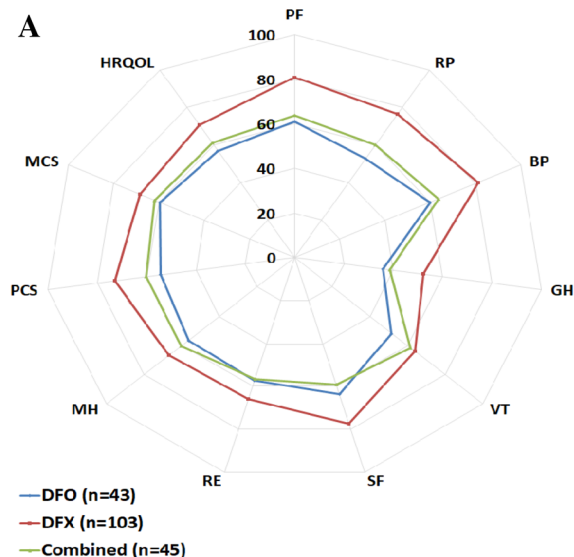 A
PF
100
HRQOL
RP
80
60
MCS
BP
40
20
0
PCS
GH
MH
VT
RE
SF
DFO (n=43)
DFX (n=103)
Combined (n=45)